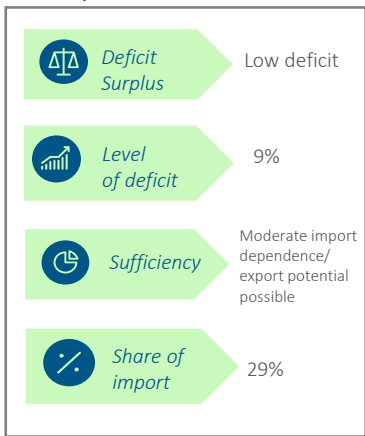 Deficit
Surplus
Low deficit
Level
of deficit
9%
Sufficiency
Moderate import
dependence/
export potential
possible
Share of
import
29%